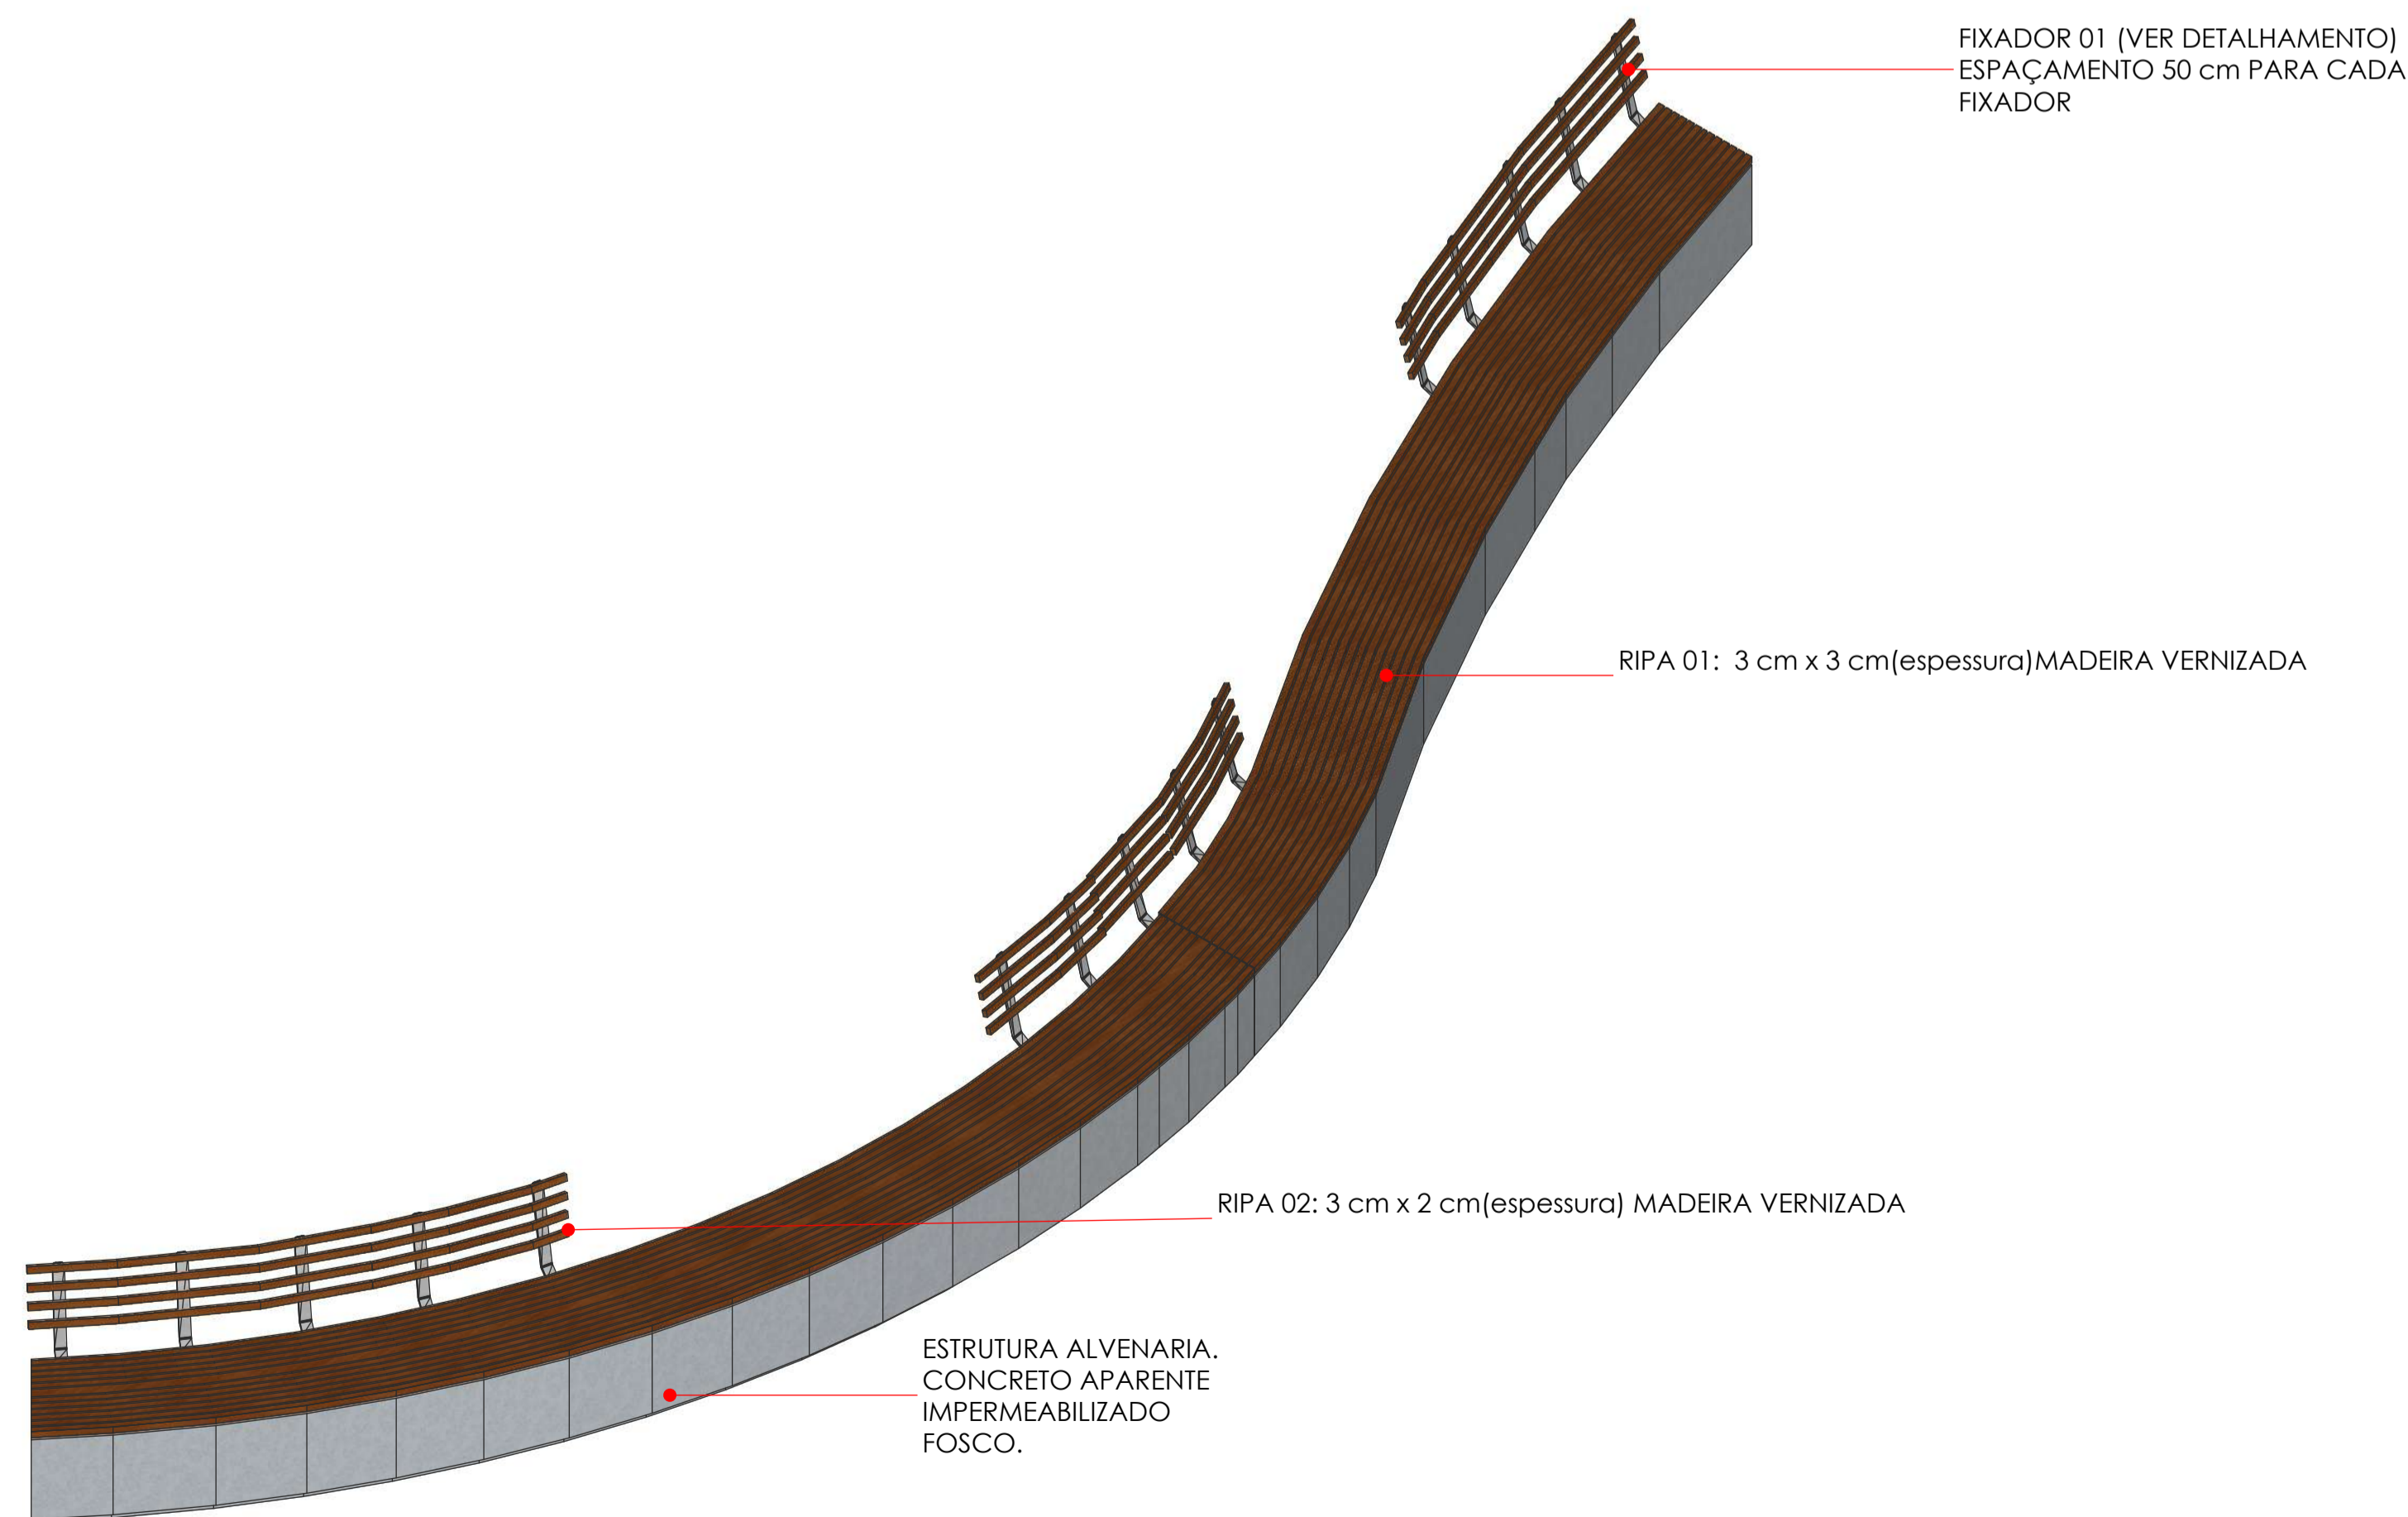 FIXADOR 01 (VER DETALHAMENTO)
ESPAÇAMENTO 50 cm PARA CADA
FIXADOR
RIPA 01:  3 cm x 3 cm(espessura)MADEIRA VERNIZADA
RIPA 02: 3 cm x 2 cm(espessura) MADEIRA VERNIZADA
ESTRUTURA ALVENARIA.
CONCRETO APARENTE
IMPERMEABILIZADO
FOSCO.